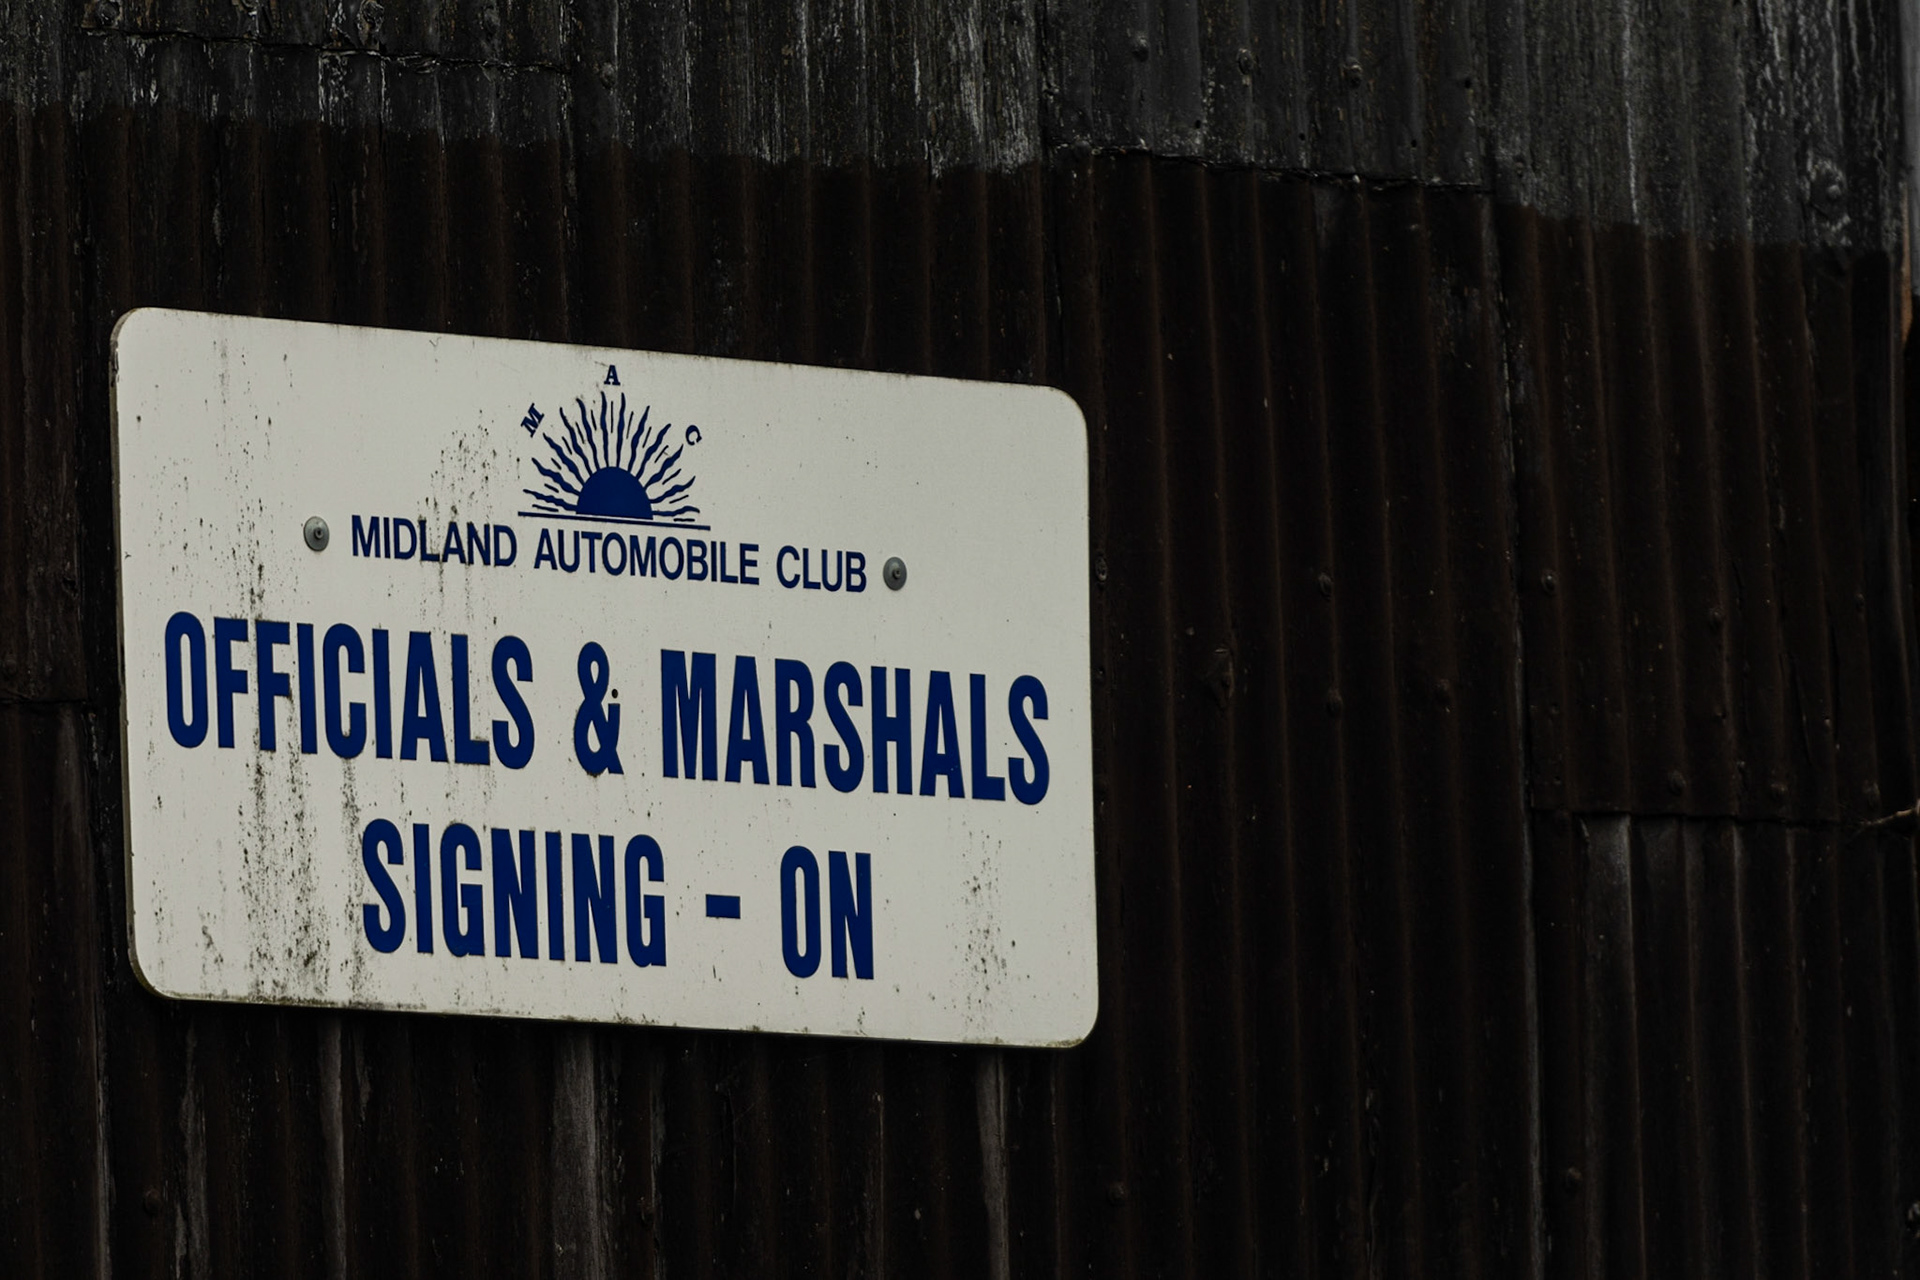 M A C
MIDLAND AUTOMOBILE CLUB
OFFICIALS & MARSHALS
SIGNING - ON